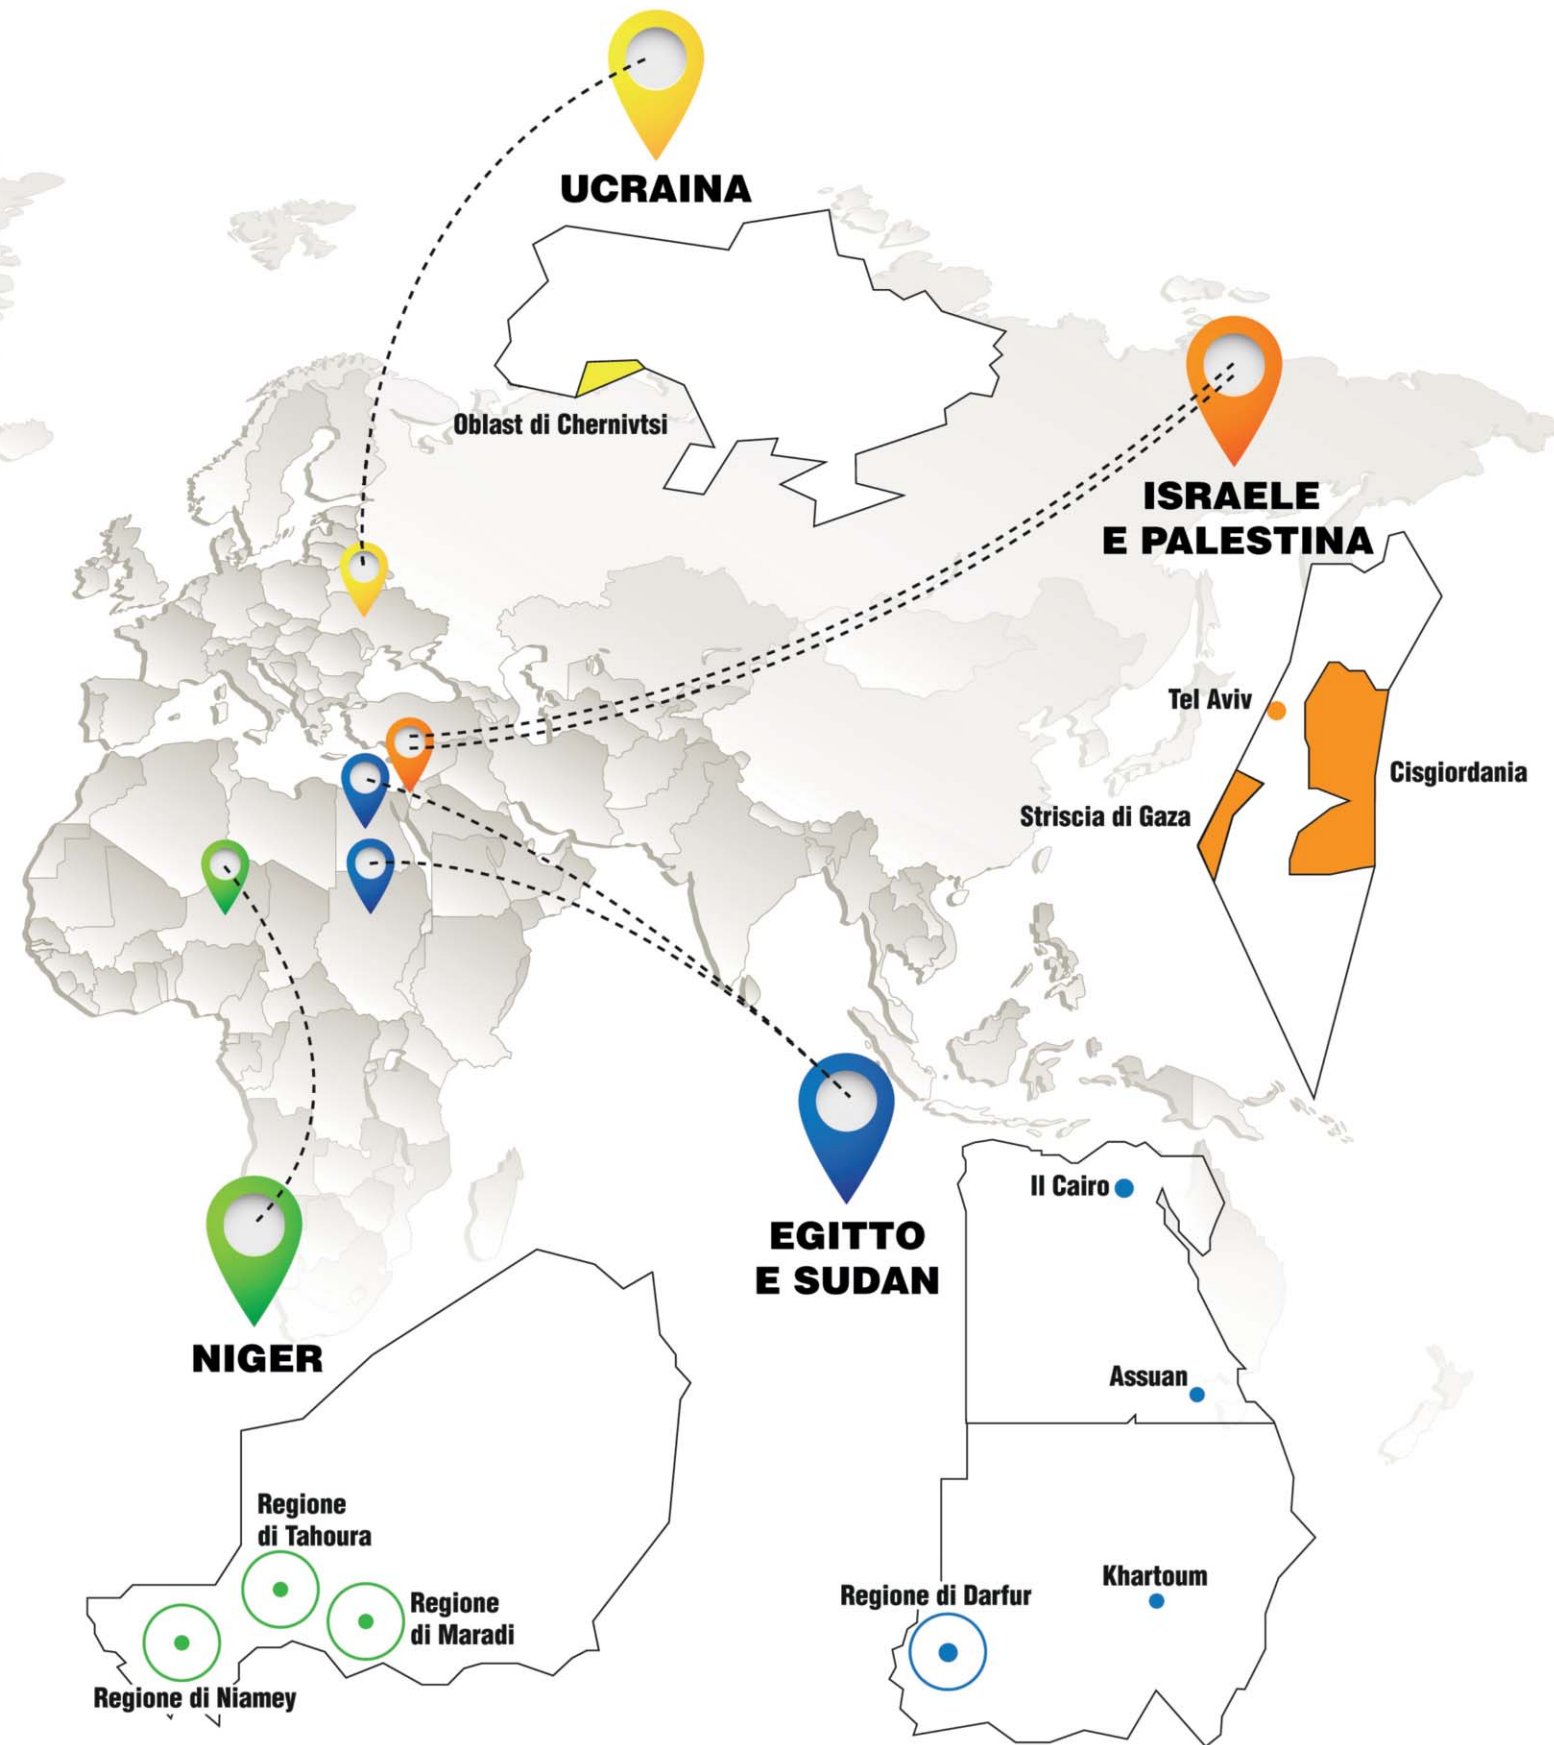 UCRAINA
Oblast di Chernivtsi
ISRAELE
E PALESTINA
Tel Aviv
Cisgiordania
Striscia di Gaza
EGITTO
E SUDAN
Il Cairo
Assuan
Khartoum
Regione di Darfur
NIGER
Regione
di Tahoura
Regione
di Maradi
Regione di Niamey